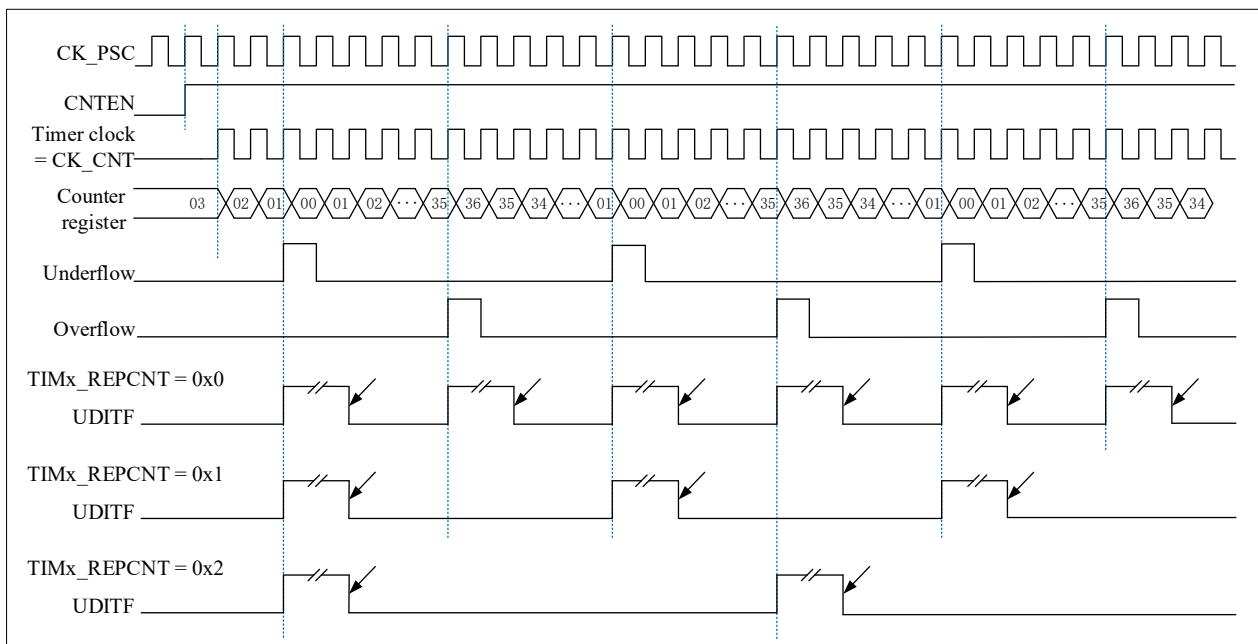 CK_PSC
CNTEN
Timer clock
= CK_CNT
Counter
register
03 02 01 00 01 02 ··· 35 36 35 34 ··· 01 00 01 02 ··· 35 36 35 34 ··· 01 00 01 02 ··· 35 36 35 34
Underflow
Overflow
TIMx_REPCNT = 0x0
UDITF
TIMx_REPCNT = 0x1
UDITF
TIMx_REPCNT = 0x2
UDITF